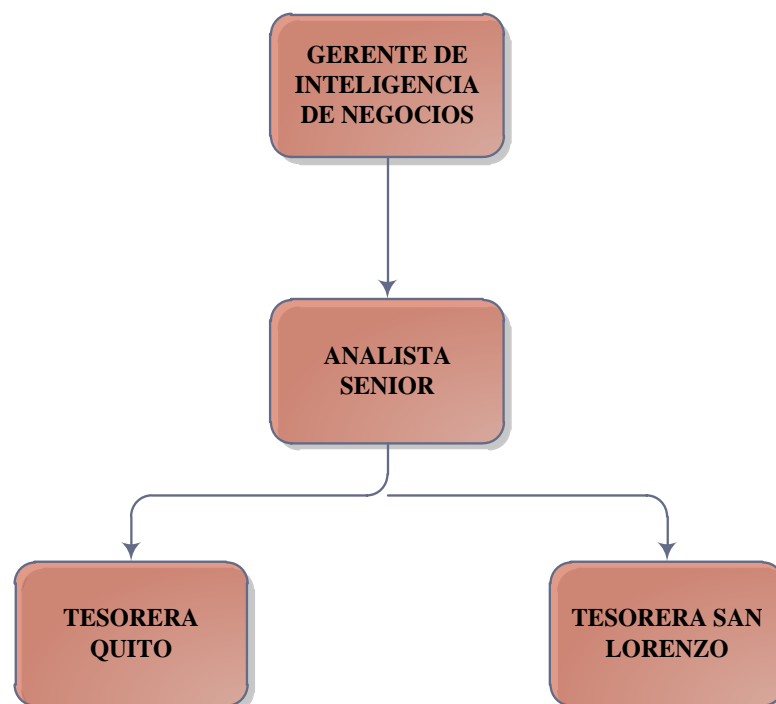 GERENTE DE
INTELIGENCIA
DE NEGOCIOS
ANALISTA
SENIOR
TESORERA
QUITO
TESORERA SAN
LORENZO